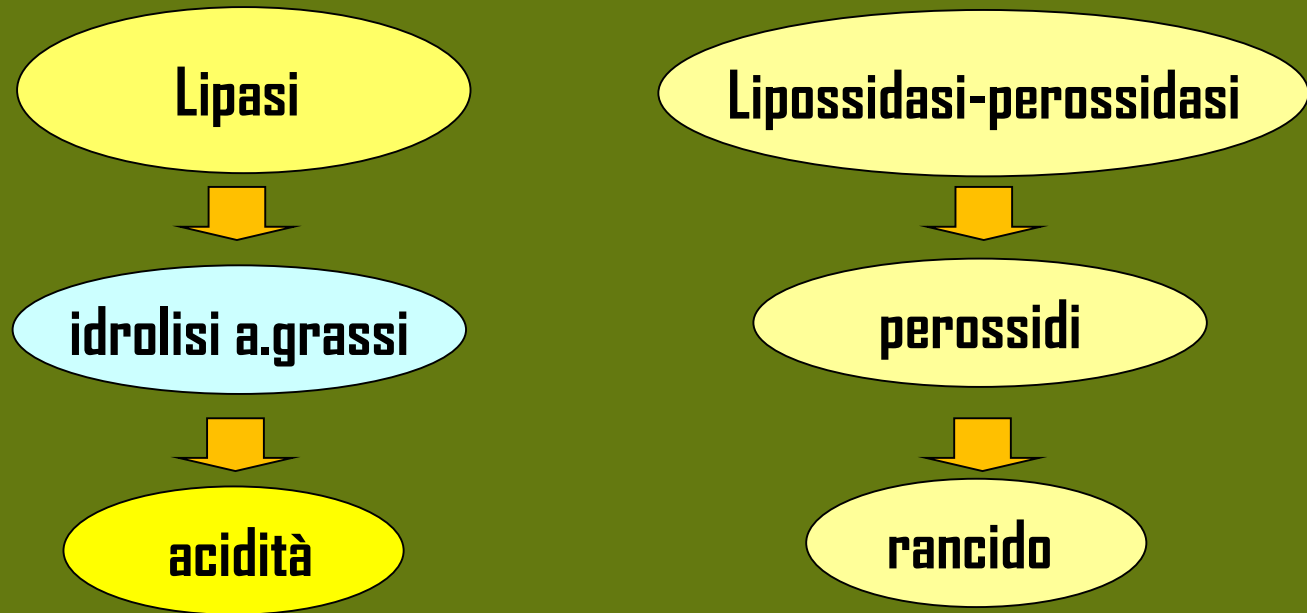 Lipasi
Lipossidasi-perossidasi
idrolisi a.grassi
perossidi
acidità
rancido